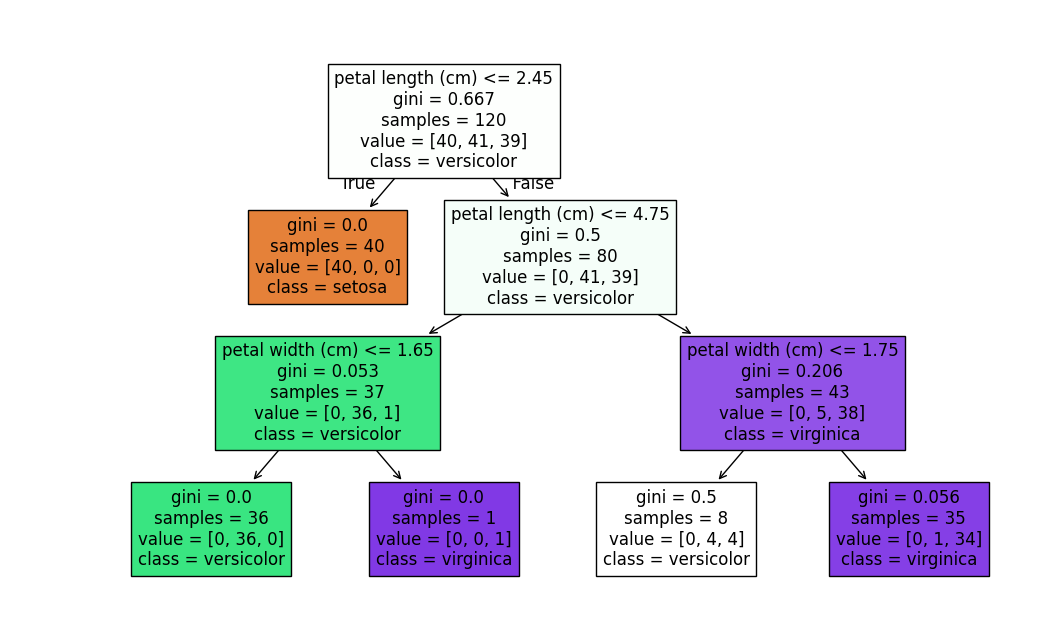 petal length (cm) <= 2.45
gini = 0.667
samples = 120
value = [40, 41, 39]
class = versicolor
True
False
gini = 0.0
samples = 40
value = [40, 0, 0]
class = setosa
petal length (cm) <= 4.75
gini = 0.5
samples = 80
value = [0, 41, 39]
class = versicolor
petal width (cm) <= 1.65
gini = 0.053
samples = 37
value = [0, 36, 1]
class = versicolor
petal width (cm) <= 1.75
gini = 0.206
samples = 43
value = [0, 5, 38]
class = virginica
gini = 0.0
samples = 36
value = [0, 36, 0]
class = versicolor
gini = 0.0
samples = 1
value = [0, 0, 1]
class = virginica
gini = 0.5
samples = 8
value = [0, 4, 4]
class = versicolor
gini = 0.056
samples = 35
value = [0, 1, 34]
class = virginica